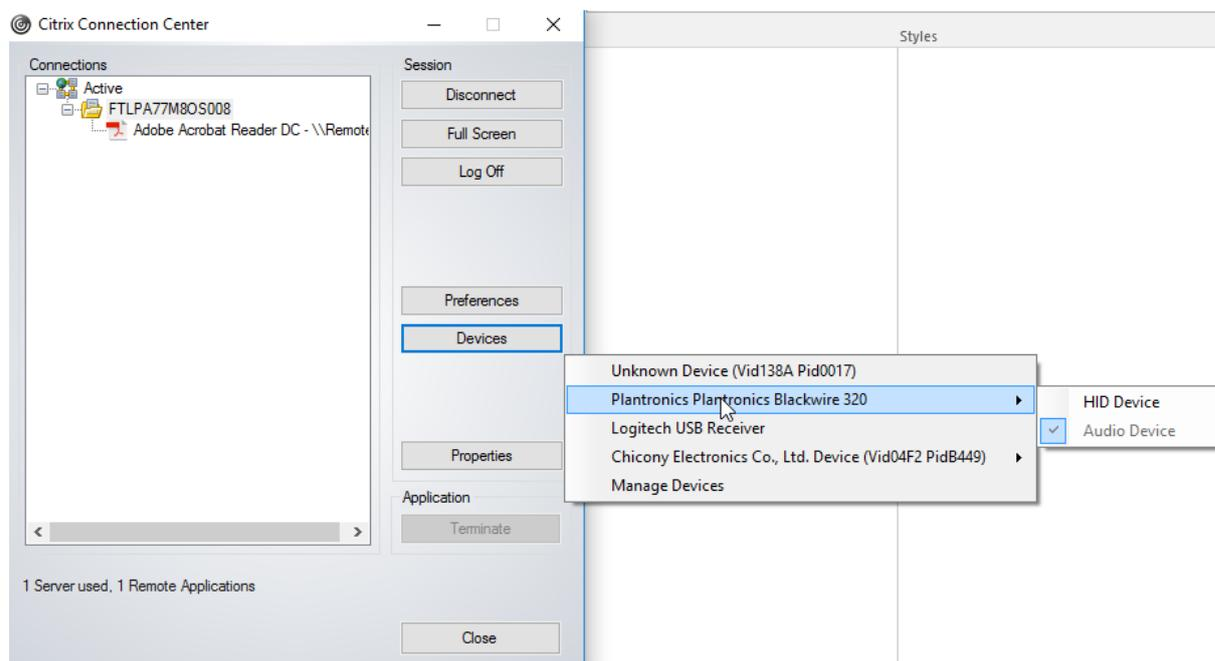 Citrix Connection Center
Styles
Connections
Session
Active
FTLPA77M8OS008
Adobe Acrobat Reader DC - \\Remote
Disconnect
Full Screen
Log Off
Preferences
Devices
Unknown Device (Vid138A Pid0017)
Plantronics Plantronics Blackwire 320
Logitech USB Receiver
Chicony Electronics Co., Ltd. Device (Vid04F2 PidB449)
Manage Devices
HID Device
Audio Device
Properties
Application
Terminate
1 Server used, 1 Remote Applications
Close